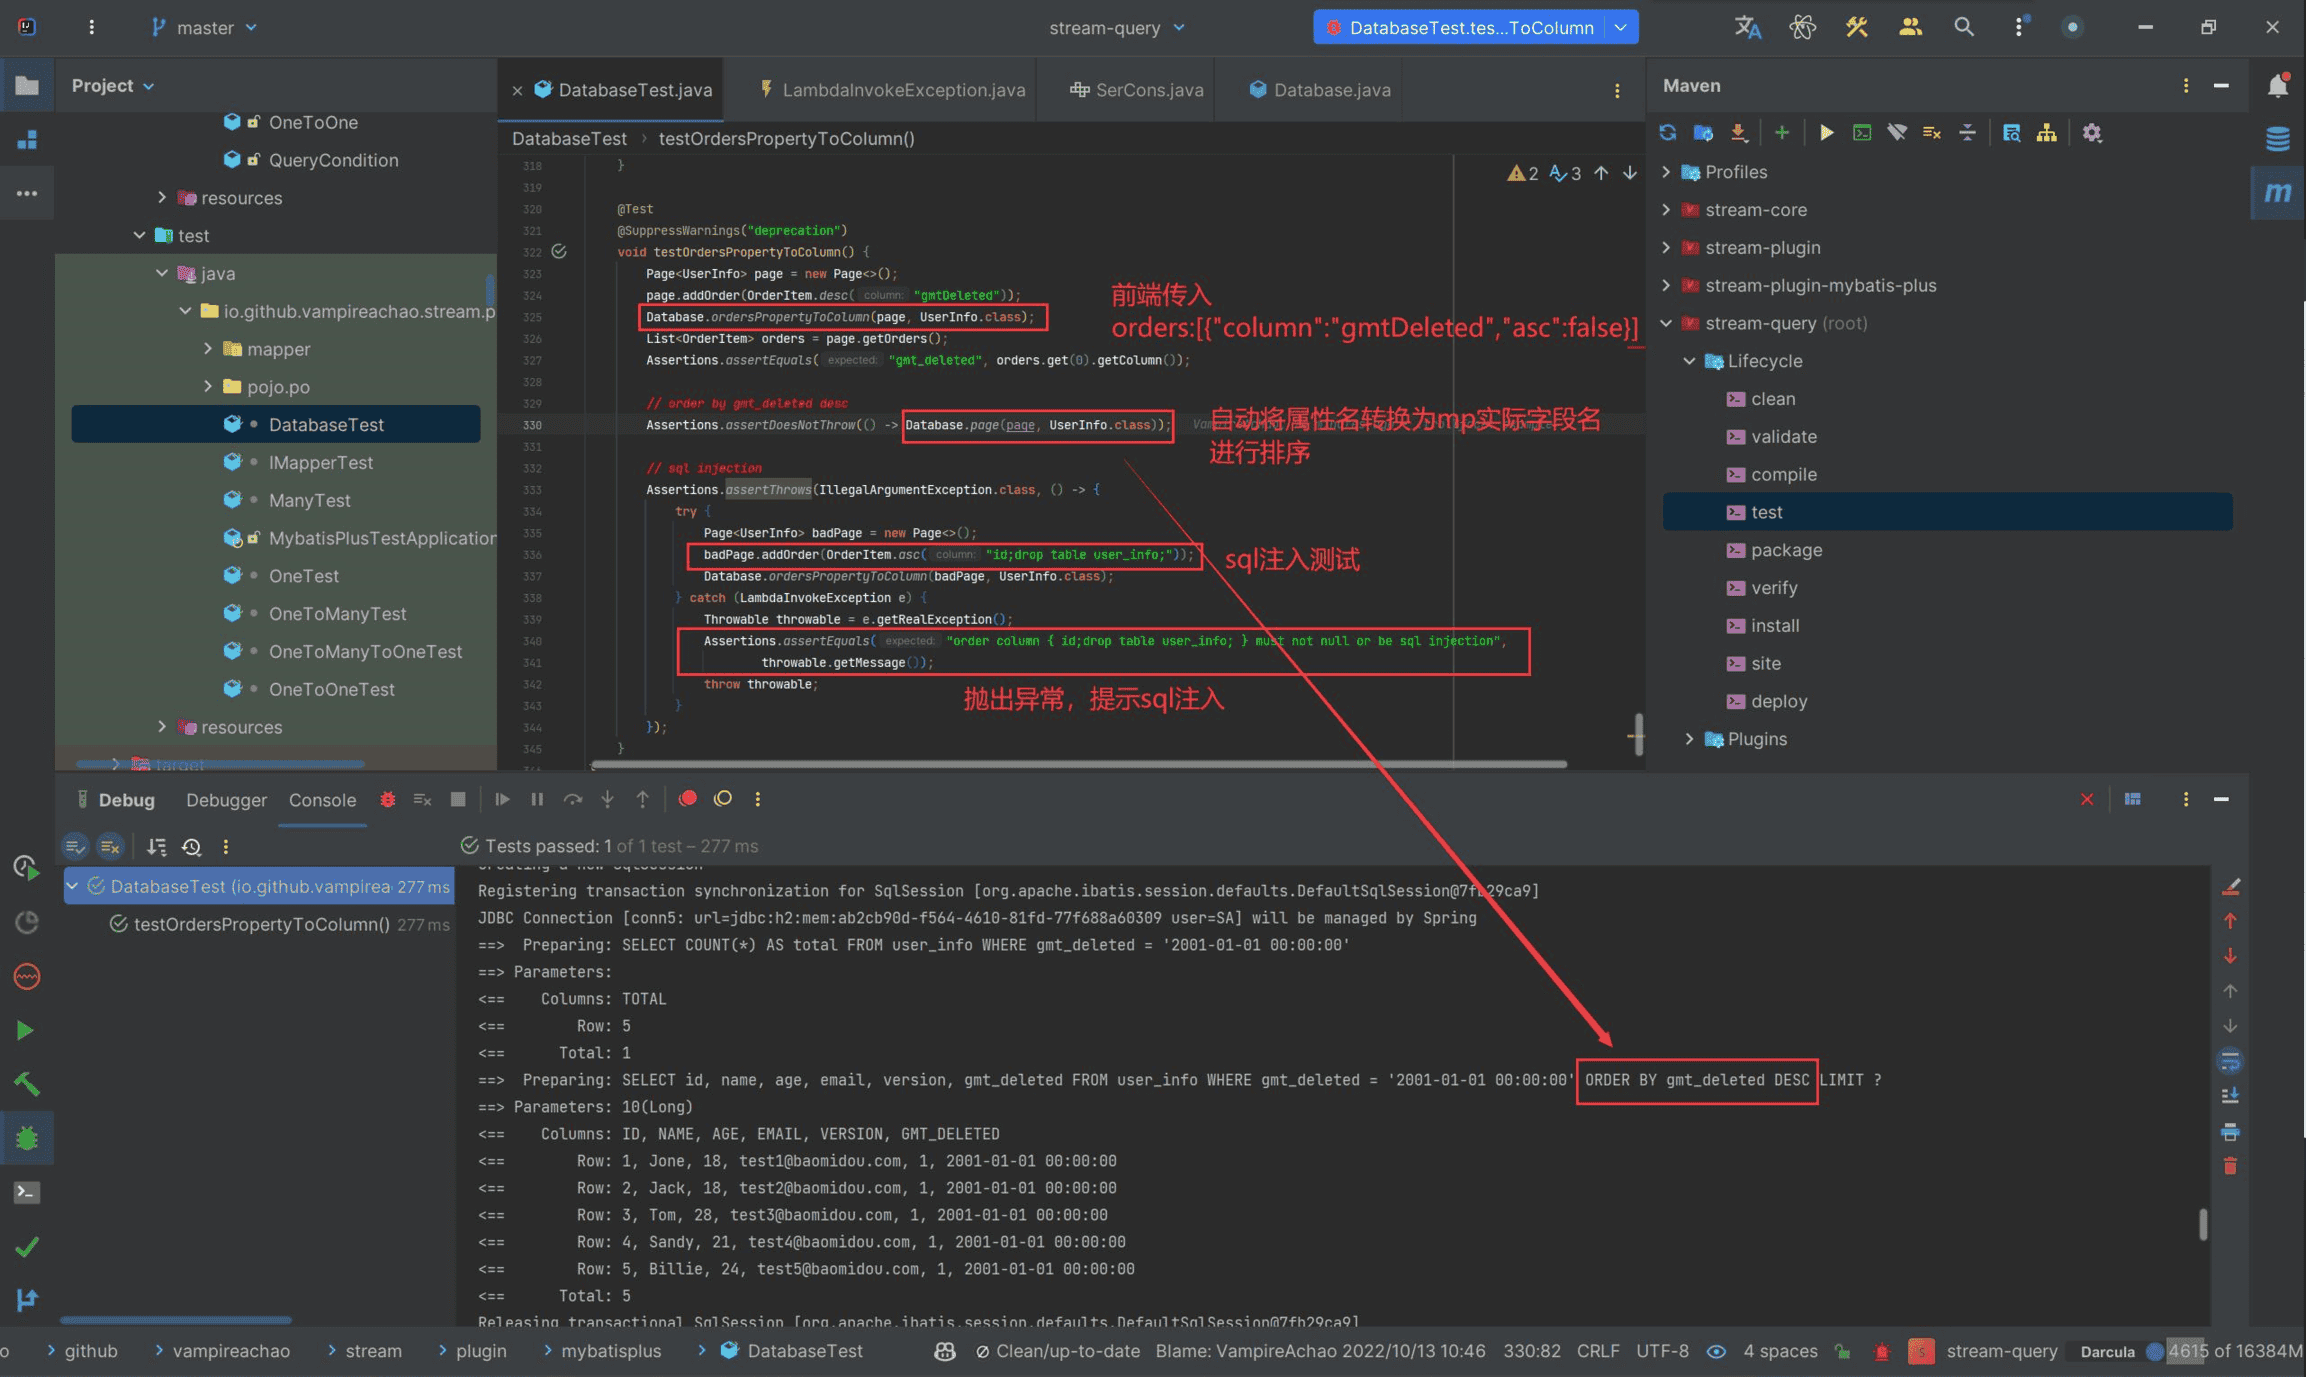 master
stream-query
DatabaseTest.tes...ToColumn
Project
OneToOne
QueryCondition
resources
test
java
io.github.vampireachao.stream.p
mapper
pojo.po
DatabaseTest
IMapperTest
ManyTest
MybatisPlusTestApplication
OneTest
OneToManyTest
OneToManyToOneTest
OneToOneTest
resources
target
DatabaseTest.java
LambdaInvokeException.java
SerCons.java
Database.java
DatabaseTest
testOrdersPropertyToColumn()
2
3
318 }
319
320 @Test
321 @SuppressWarnings("deprecation")
322 void testOrdersPropertyToColumn() {
323 Page<UserInfo> page = new Page<>();
324 page.addOrder(OrderItem.desc( column: "gmtDeleted"));
325 Database.ordersPropertyToColumn(page, UserInfo.class);
326 List<OrderItem> orders = page.getOrders();
327 Assertions.assertEquals( expected: "gmt_deleted", orders.get(0).getColumn());
328
329 // order by gmt_deleted desc
330 Assertions.assertDoesNotThrow(() -> Database.page(page, UserInfo.class));
331
332 // sql injection
333 Assertions.assertThrows(IllegalArgumentException.class, () -> {
334 try {
335 Page<UserInfo> badPage = new Page<>();
336 badPage.addOrder(OrderItem.asc( column: "id;drop table user_info;"));
337 Database.ordersPropertyToColumn(badPage, UserInfo.class);
338 } catch (LambdaInvokeException e) {
339 Throwable throwable = e.getRealException();
340 Assertions.assertEquals( expected: "order column { id;drop table user_info; } must not null or be sql injection",
341 throwable.getMessage());
342 throw throwable;
343 }
344 });
345 }
前端传入
orders:[{"column":"gmtDeleted","asc":false}]
自动将属性名转换为mp实际字段名
进行排序
sql注入测试
抛出异常，提示sql注入
Maven
Profiles
stream-core
stream-plugin
stream-plugin-mybatis-plus
stream-query (root)
Lifecycle
clean
validate
compile
test
package
verify
install
site
deploy
Plugins
m
Debug
Debugger
Console
Tests passed: 1 of 1 test – 277 ms
DatabaseTest (io.github.vampirea 277 ms
testOrdersPropertyToColumn() 277 ms
Creating a new SqlSession
Registering transaction synchronization for SqlSession [org.apache.ibatis.session.defaults.DefaultSqlSession@7fb29ca9]
JDBC Connection [conn5: url=jdbc:h2:mem:ab2cb90d-f564-4610-81fd-77f688a60309 user=SA] will be managed by Spring
==> Preparing: SELECT COUNT(*) AS total FROM user_info WHERE gmt_deleted = '2001-01-01 00:00:00'
==> Parameters:
<== Columns: TOTAL
<== Row: 5
<== Total: 1
==> Preparing: SELECT id, name, age, email, version, gmt_deleted FROM user_info WHERE gmt_deleted = '2001-01-01 00:00:00' ORDER BY gmt_deleted DESC LIMIT ?
==> Parameters: 10(Long)
<== Columns: ID, NAME, AGE, EMAIL, VERSION, GMT_DELETED
<== Row: 1, Jone, 18, test1@baomidou.com, 1, 2001-01-01 00:00:00
<== Row: 2, Jack, 18, test2@baomidou.com, 1, 2001-01-01 00:00:00
<== Row: 3, Tom, 28, test3@baomidou.com, 1, 2001-01-01 00:00:00
<== Row: 4, Sandy, 21, test4@baomidou.com, 1, 2001-01-01 00:00:00
<== Row: 5, Billie, 24, test5@baomidou.com, 1, 2001-01-01 00:00:00
<== Total: 5
Releasing transactional SqlSession [org.apache.ibatis.session.defaults.DefaultSqlSession@7fb29ca9]
o > github > vampireachao > stream > plugin > mybatisplus > DatabaseTest
Clean/up-to-date
Blame: VampireAchao 2022/10/13 10:46
330:82
CRLF
UTF-8
4 spaces
stream-query
Darcula
4615 of 16384M